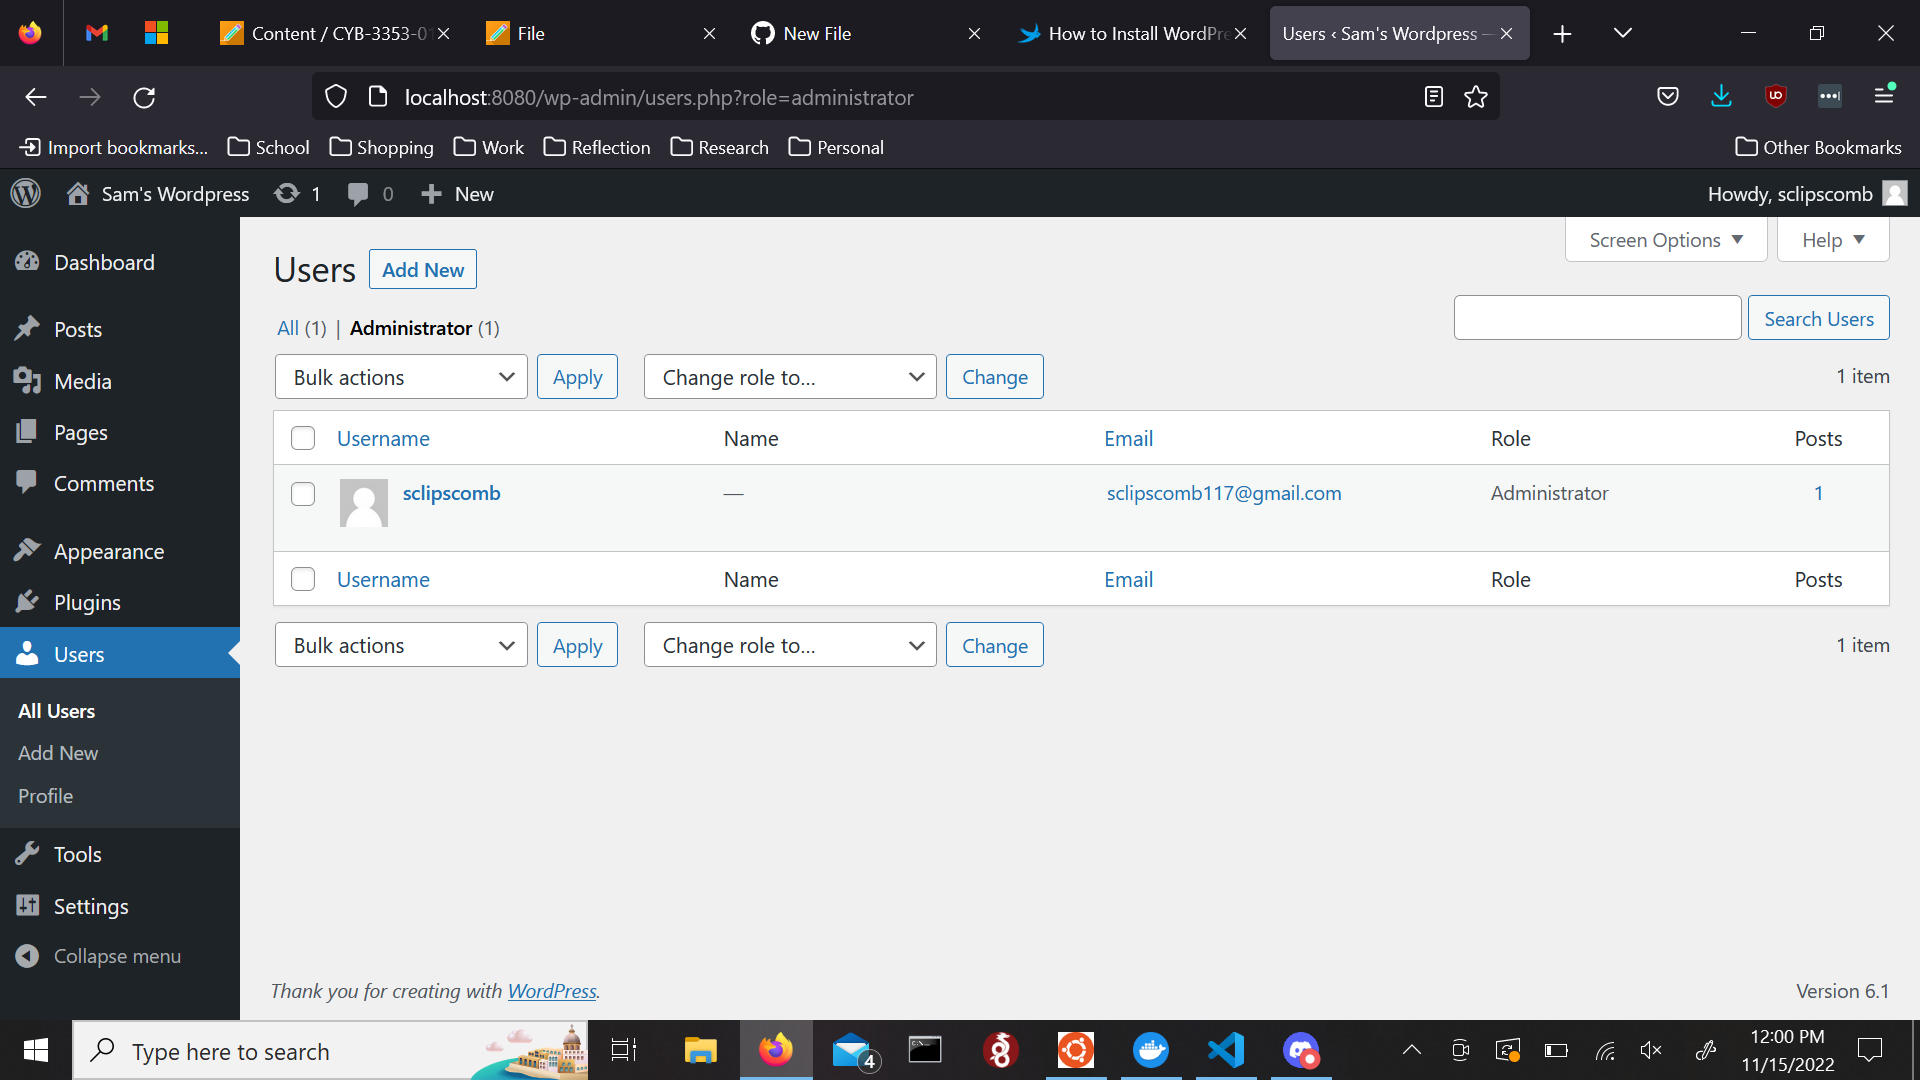 Content / CYB-3353-01
File
New File
How to Install WordPre
Users ‹ Sam's Wordpress —
localhost:8080/wp-admin/users.php?role=administrator
Import bookmarks...
School
Shopping
Work
Reflection
Research
Personal
Other Bookmarks
Sam's Wordpress
1
0
New
Howdy, sclipscomb
Dashboard
Posts
Media
Pages
Comments
Appearance
Plugins
Users
All Users
Add New
Profile
Tools
Settings
Collapse menu
Screen Options
Help
Users
Add New
All (1) | Administrator (1)
Search Users
Bulk actions
Apply
Change role to...
Change
1 item
Username Name Email Role Posts
sclipscomb — sclipscomb117@gmail.com Administrator 1
Username Name Email Role Posts
Bulk actions
Apply
Change role to...
Change
1 item
Thank you for creating with WordPress.
Version 6.1
Type here to search
4
12:00 PM
11/15/2022